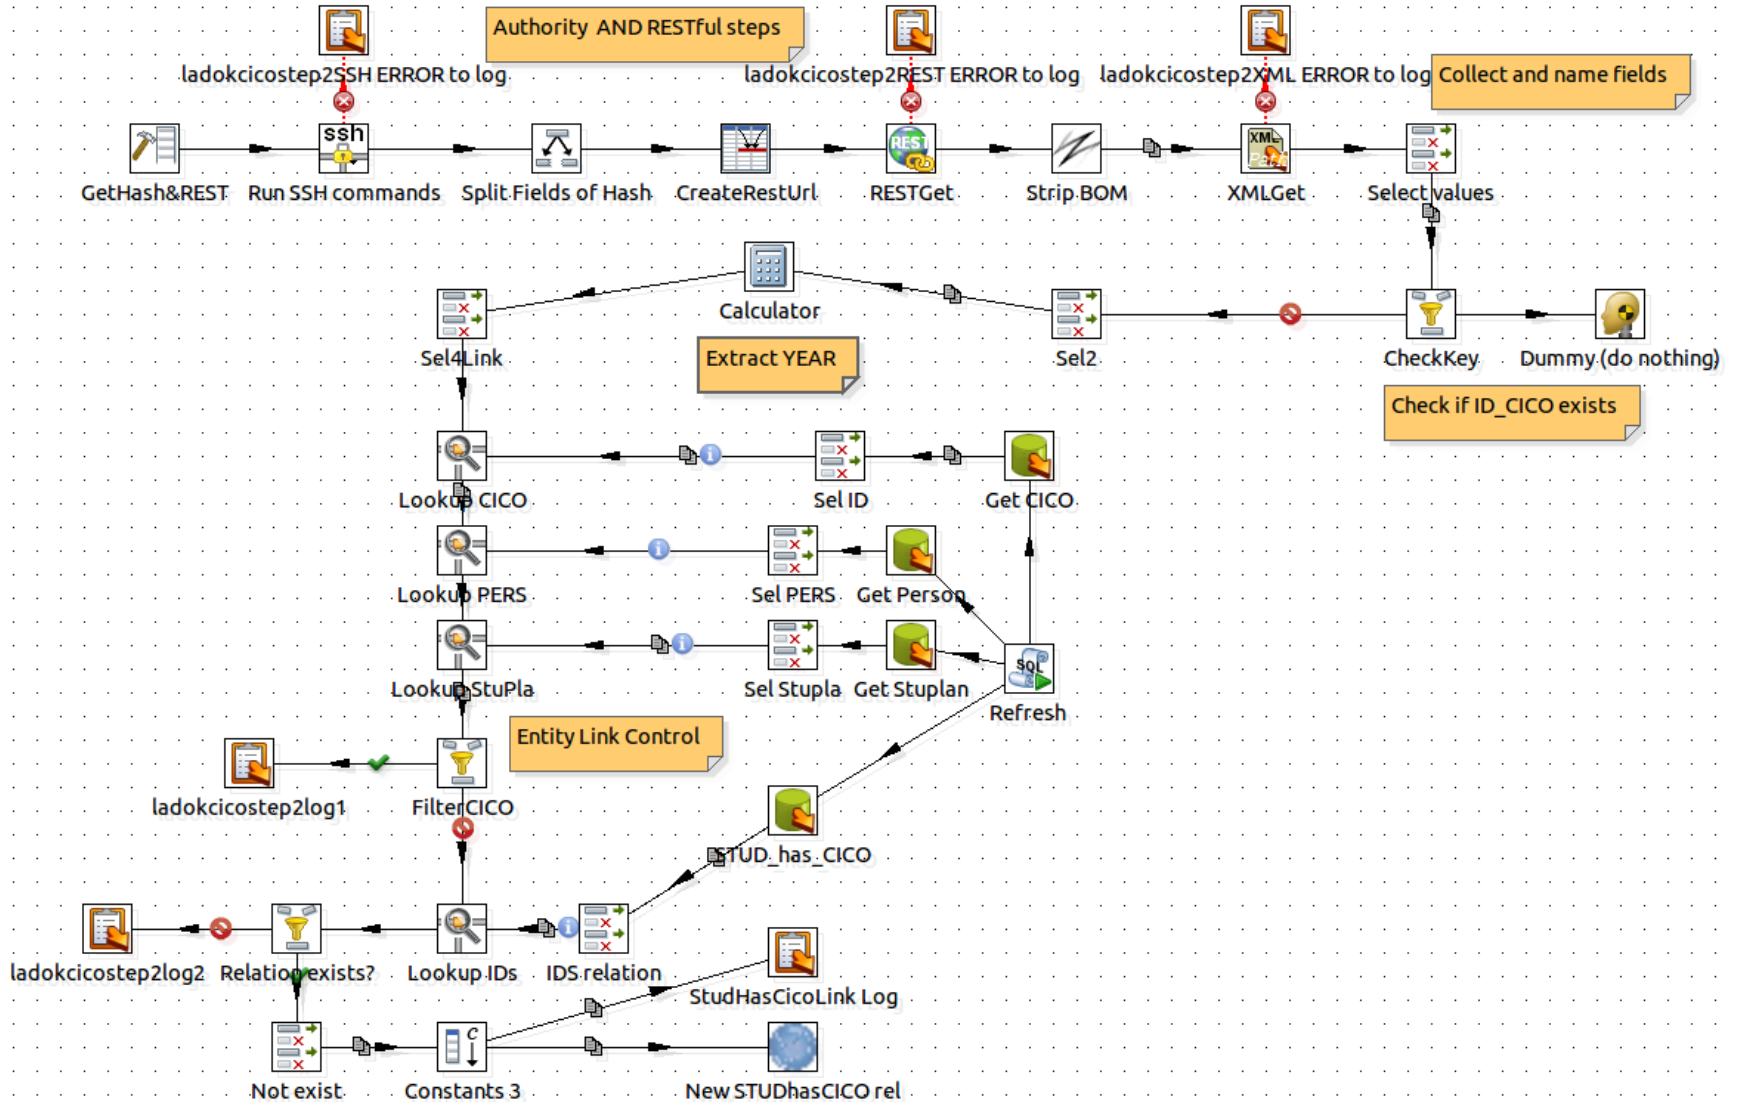 Authority  AND RESTful steps
ladokcicostep2SSH ERROR to log
ladokcicostep2REST ERROR to log
ladokcicostep2XML ERROR to log
Collect and name fields
ssh
REST
XML
Path
GetHash&REST
Run SSH commands
Split Fields of Hash
CreateRestUrl
RESTGet
Strip BOM
XMLGet
Select values
Calculator
Sel4Link
Extract YEAR
Sel2
CheckKey
Dummy (do nothing)
Check if ID_CICO exists
Lookup CICO
Sel ID
Get CICO
Lookup PERS
Sel PERS
Get Person
Lookup StuPla
Sel Stupla
Get Stuplan
SQL
Refresh
Entity Link Control
ladokcicostep2log1
FilterCICO
STUD_has_CICO
ladokcicostep2log2
Relation exists?
Lookup IDs
IDS relation
StudHasCicoLink Log
C
Not exist
Constants 3
New STUDhasCICO rel